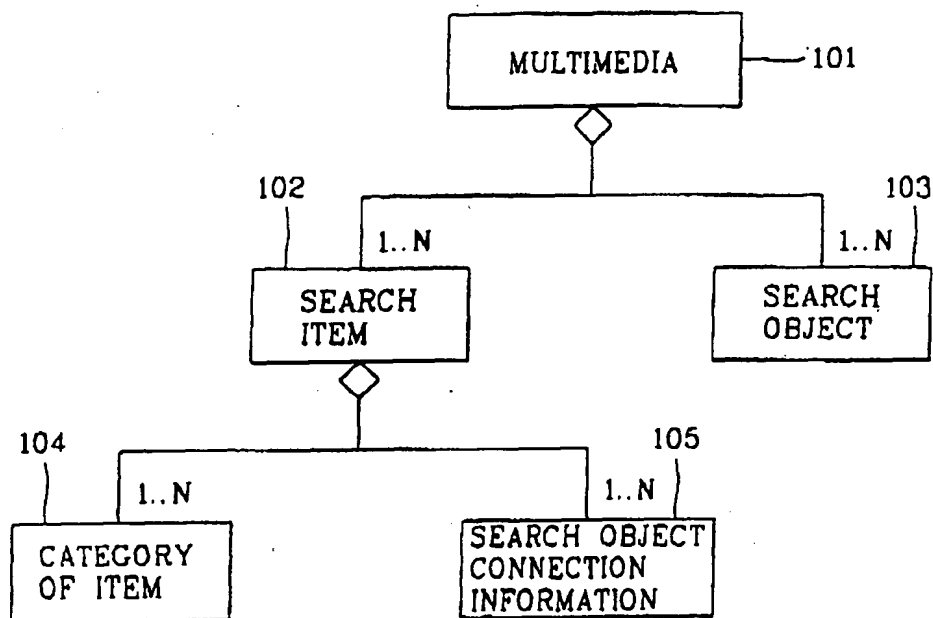 MULTIMEDIA
101
102
103
1..N
1..N
SEARCH
ITEM
SEARCH
OBJECT
104
105
1..N
1..N
CATEGORY
OF ITEM
SEARCH OBJECT
CONNECTION
INFORMATION